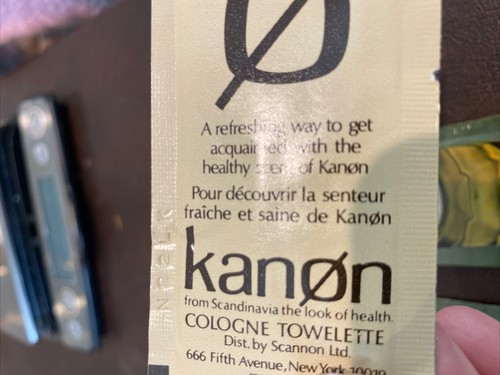 Ø
A refreshing way to get
acquainted with the
healthy scent of Kanøn
Pour découvrir la senteur
fraîche et saine de Kanøn
kanøn
from Scandinavia the look of health.
COLOGNE TOWELETTE
Dist. by Scannon Ltd.
666 Fifth Avenue, New York 10019